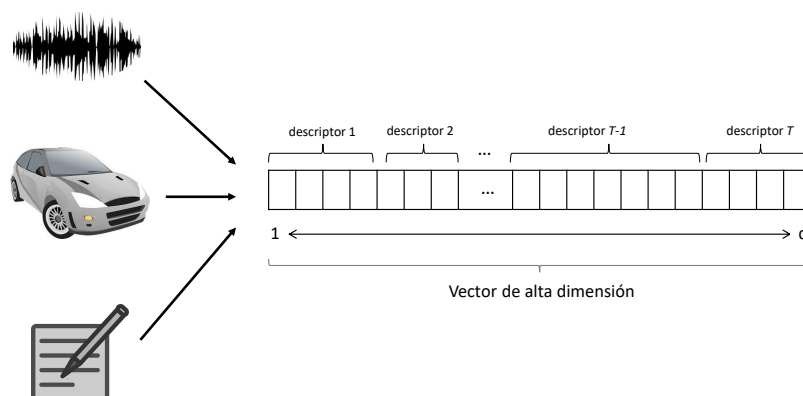 descriptor 1 descriptor 2 ... descriptor T-1 descriptor T
...
1
Vector de alta dimensión